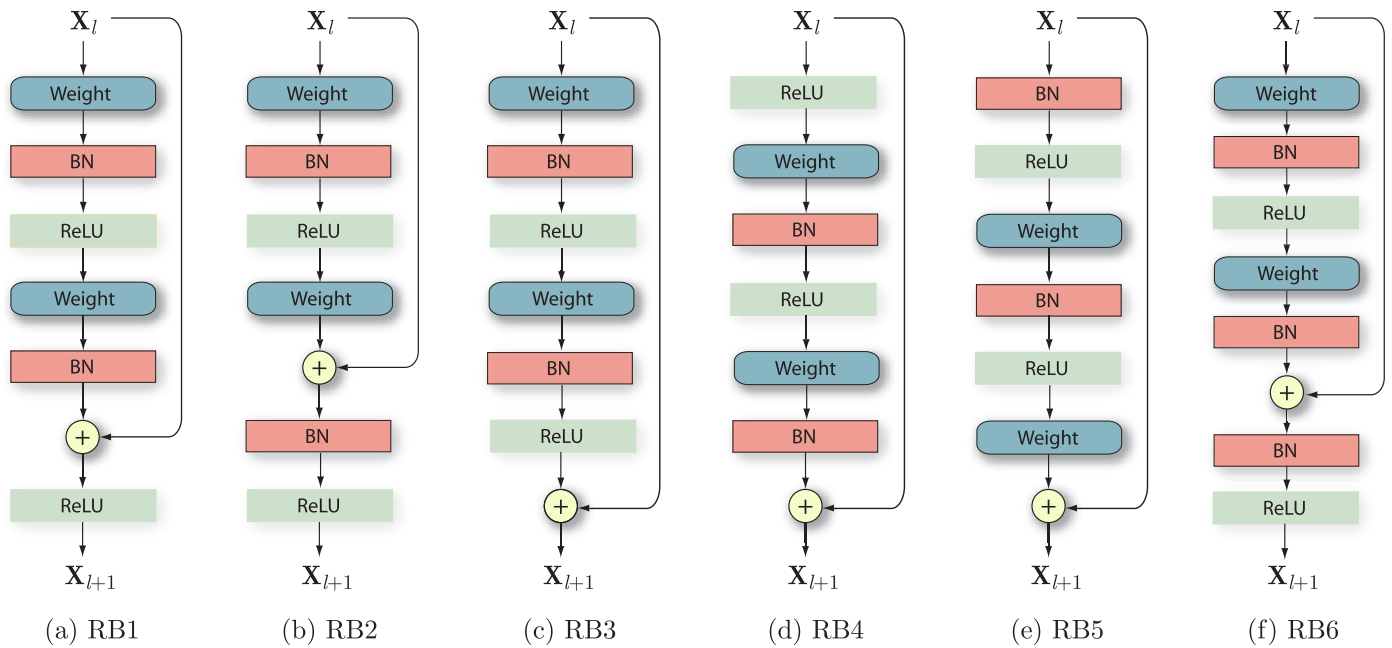 X_l
Weight
BN
ReLU
Weight
BN
+
ReLU
X_{l+1}
(a) RB1
X_l
Weight
BN
ReLU
Weight
+
BN
ReLU
X_{l+1}
(b) RB2
X_l
Weight
BN
ReLU
Weight
BN
ReLU
+
X_{l+1}
(c) RB3
X_l
ReLU
Weight
BN
ReLU
Weight
BN
+
X_{l+1}
(d) RB4
X_l
BN
ReLU
Weight
BN
ReLU
Weight
+
X_{l+1}
(e) RB5
X_l
Weight
BN
ReLU
Weight
BN
+
BN
ReLU
X_{l+1}
(f) RB6